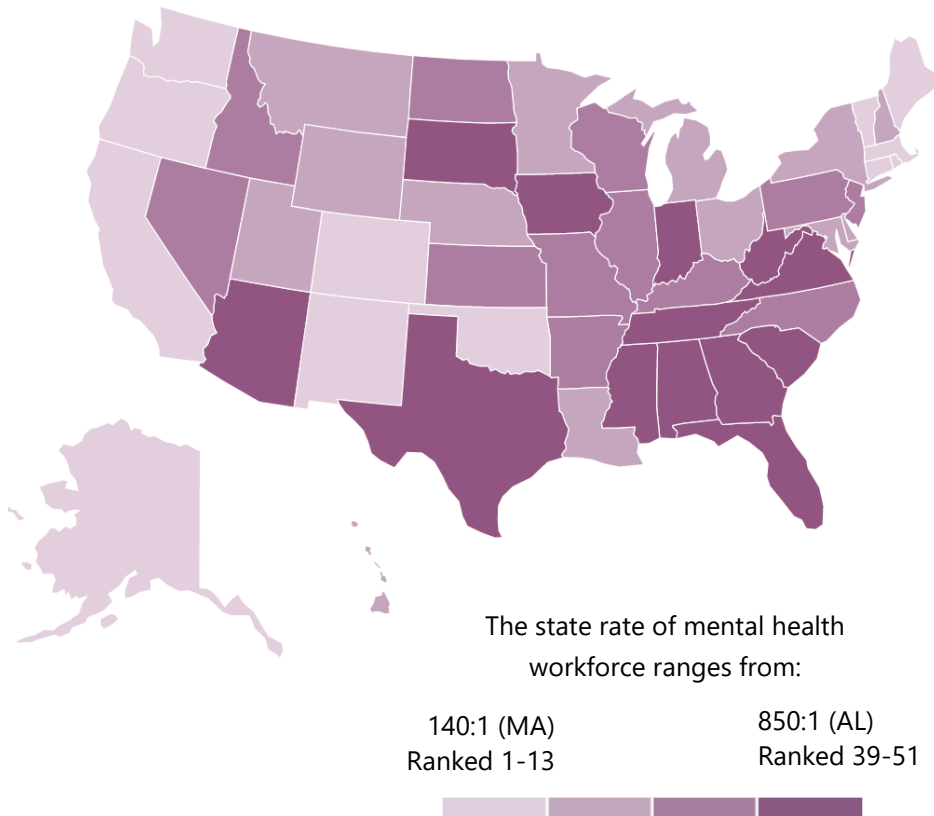 The state rate of mental health
workforce ranges from:
140:1 (MA)
Ranked 1-13
850:1 (AL)
Ranked 39-51